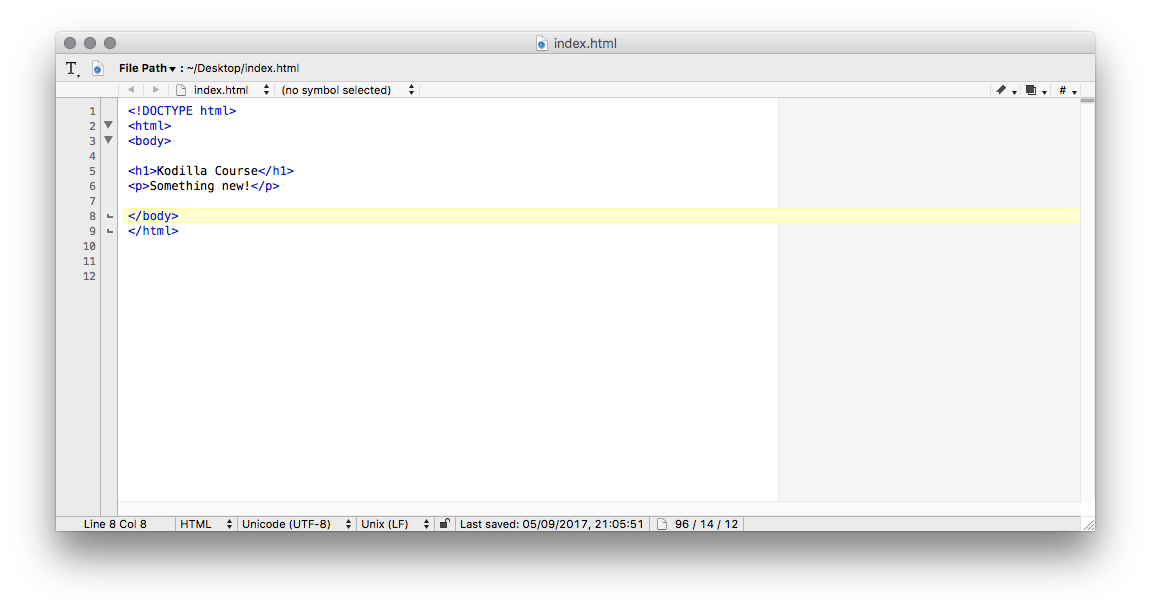 index.html
T File Path : ~/Desktop/index.html
index.html (no symbol selected) #
1 <!DOCTYPE html>
2 <html>
3 <body>
4
5 <h1>Kodilla Course</h1>
6 <p>Something new!</p>
7
8 </body>
9 </html>
10
11
12
Line 8 Col 8 HTML Unicode (UTF-8) Unix (LF) Last saved: 05/09/2017, 21:05:51 96 / 14 / 12